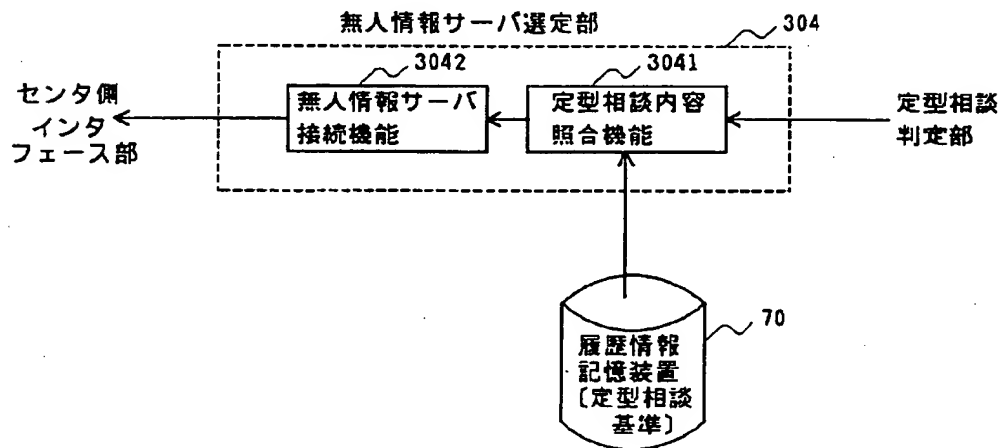 無人情報サーバ選定部
304
3042
3041
センタ側
インタ
フェース部
無人情報サーバ
接続機能
定型相談内容
照合機能
定型相談
判定部
70
履歴情報
記憶装置
〔定型相談
基準〕